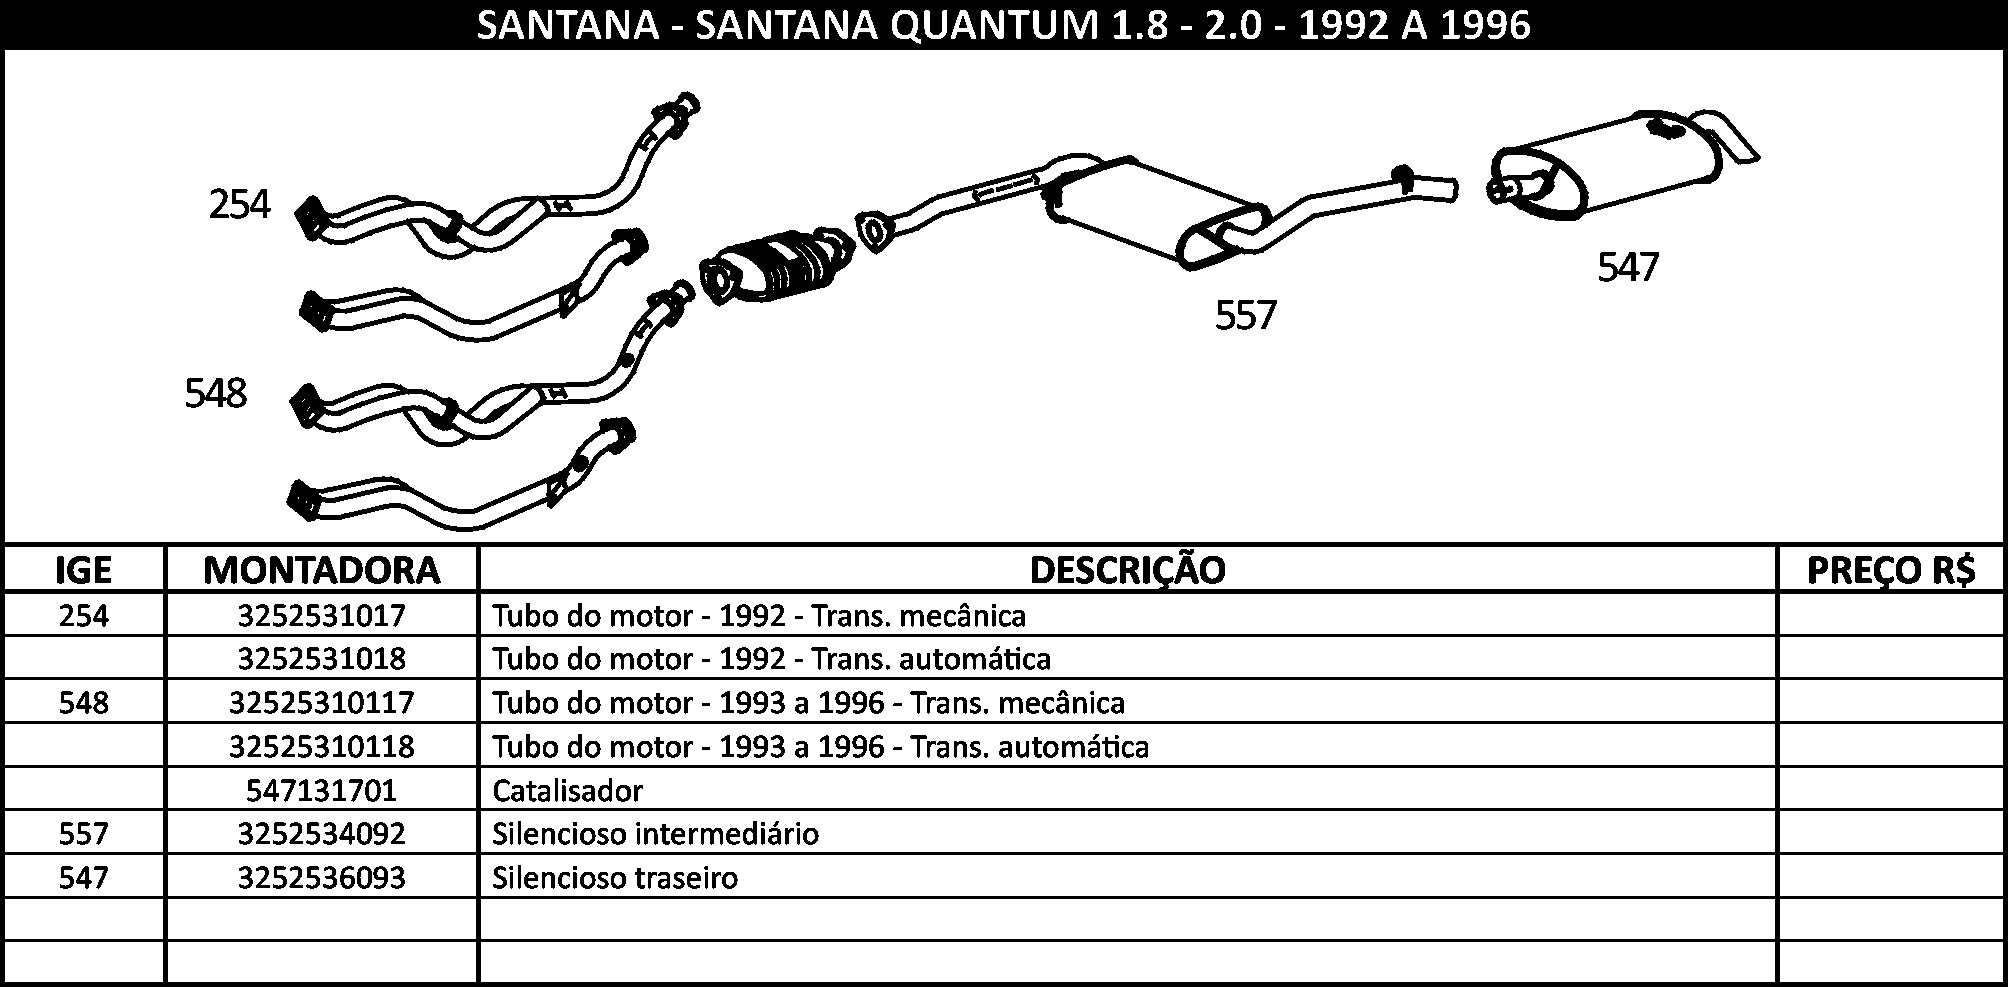 SANTANA - SANTANA QUANTUM 1.8 - 2.0 - 1992 A 1996
254
548
557
547
IGE MONTADORA DESCRIÇÃO PREÇO R$
254 3252531017 Tubo do motor - 1992 - Trans. mecânica
3252531018 Tubo do motor - 1992 - Trans. automática
548 32525310117 Tubo do motor - 1993 a 1996 - Trans. mecânica
32525310118 Tubo do motor - 1993 a 1996 - Trans. automática
547131701 Catalisador
557 3252534092 Silencioso intermediário
547 3252536093 Silencioso traseiro